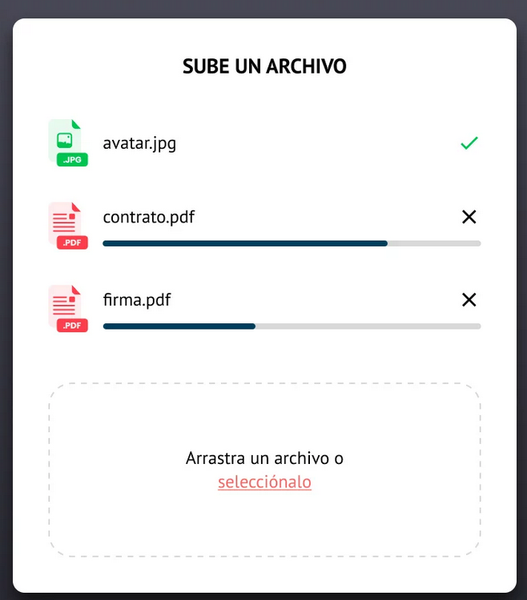 SUBE UN ARCHIVO
.JPG
avatar.jpg
contrato.pdf
.PDF
firma.pdf
.PDF
Arrastra un archivo o
selecciónalo